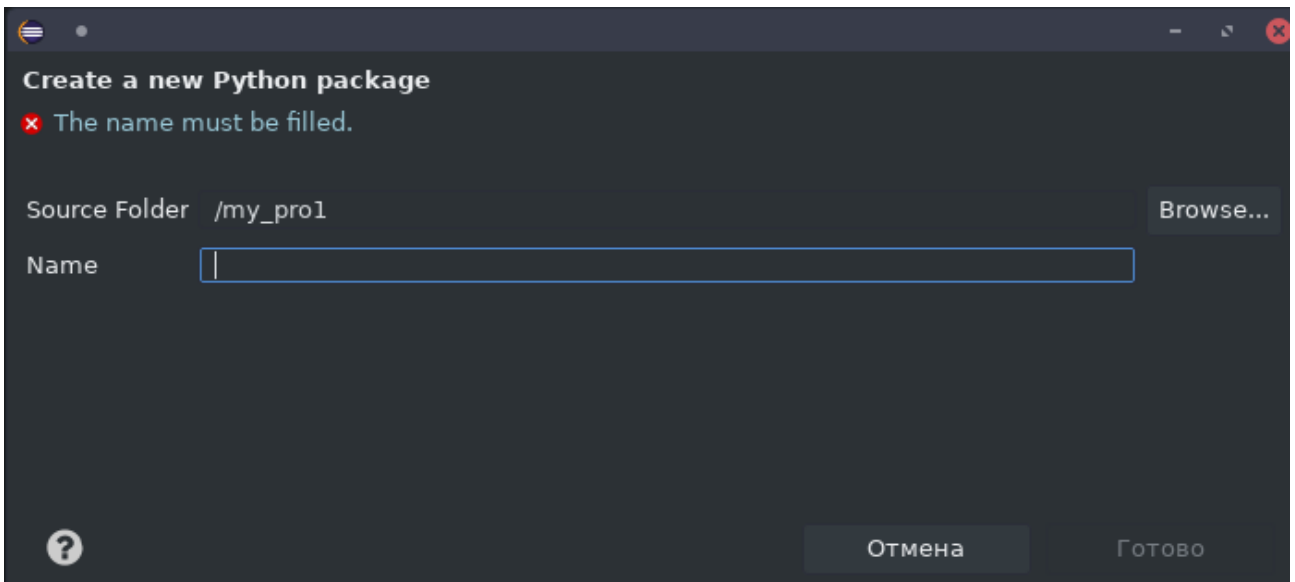 Create a new Python package
The name must be filled.
Source Folder /my_pro1 Browse...
Name
? Отмена Готово